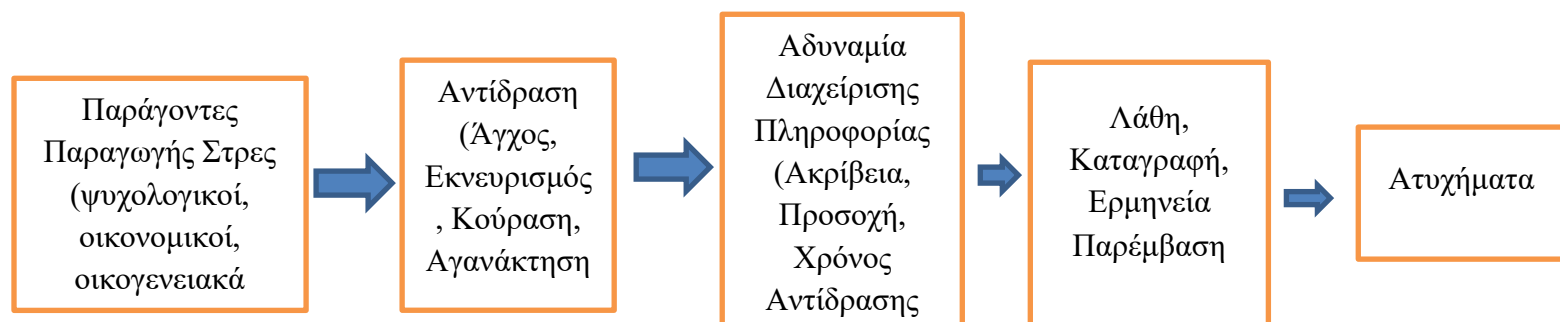 Παράγοντες
Παραγωγής Στρες
(ψυχολογικοί,
οικονομικοί,
οικογενειακά
Αντίδραση
(Άγχος,
Εκνευρισμός
, Κούραση,
Αγανάκτηση
Αδυναμία
Διαχείρισης
Πληροφορίας
(Ακρίβεια,
Προσοχή,
Χρόνος
Αντίδρασης
Λάθη,
Καταγραφή,
Ερμηνεία
Παρέμβαση
Ατυχήματα